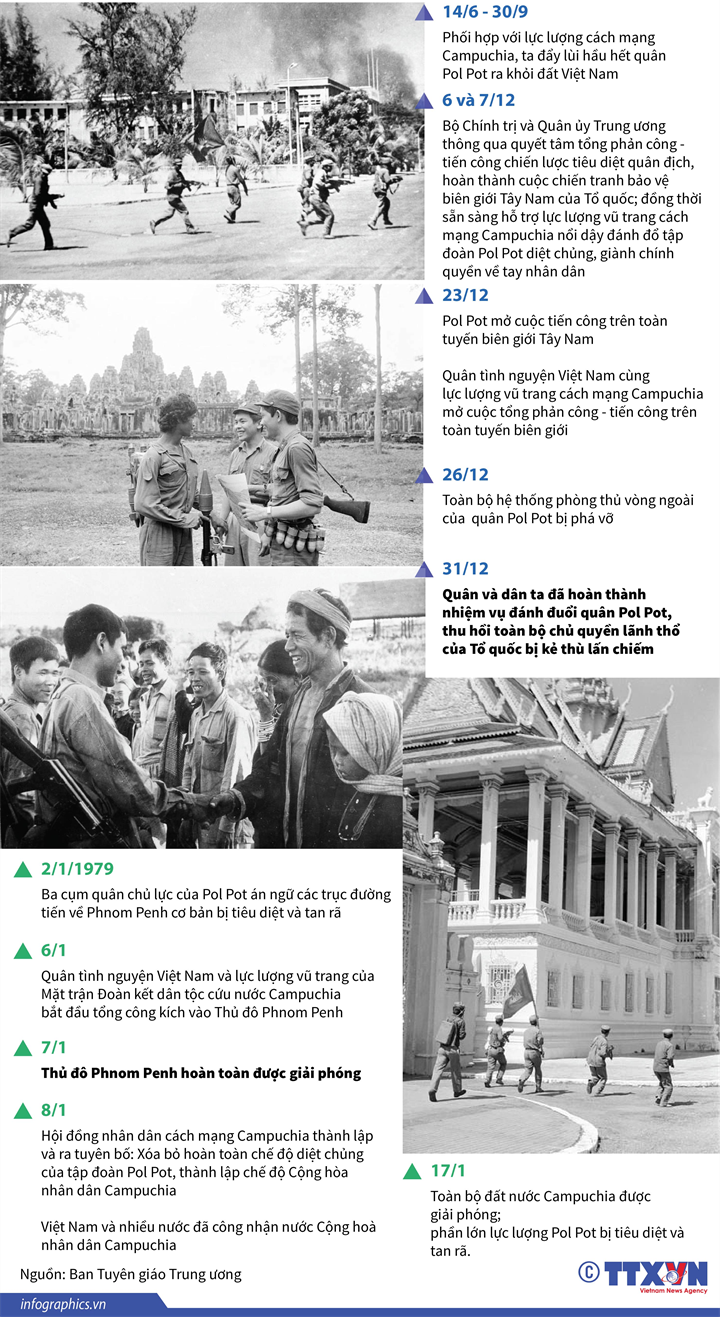 14/6 - 30/9
Phối hợp với lực lượng cách mạng
Campuchia, ta đẩy lùi hầu hết quân
Pol Pot ra khỏi đất Việt Nam
6 và 7/12
Bộ Chính trị và Quân ủy Trung ương
thông qua quyết tâm tổng phản công -
tiến công chiến lược tiêu diệt quân địch,
hoàn thành cuộc chiến tranh bảo vệ
biên giới Tây Nam của Tổ quốc; đồng thời
sẵn sàng hỗ trợ lực lượng vũ trang cách
mạng Campuchia nổi dậy đánh đổ tập
đoàn Pol Pot diệt chủng, giành chính
quyền về tay nhân dân
23/12
Pol Pot mở cuộc tiến công trên toàn
tuyến biên giới Tây Nam
Quân tình nguyện Việt Nam cùng
lực lượng vũ trang cách mạng Campuchia
mở cuộc tổng phản công - tiến công trên
toàn tuyến biên giới
26/12
Toàn bộ hệ thống phòng thủ vòng ngoài
của quân Pol Pot bị phá vỡ
31/12
Quân và dân ta đã hoàn thành
nhiệm vụ đánh đuổi quân Pol Pot,
thu hồi toàn bộ chủ quyền lãnh thổ
của Tổ quốc bị kẻ thù lấn chiếm
2/1/1979
Ba cụm quân chủ lực của Pol Pot án ngữ các trục đường
tiến về Phnom Penh cơ bản bị tiêu diệt và tan rã
6/1
Quân tình nguyện Việt Nam và lực lượng vũ trang của
Mặt trận Đoàn kết dân tộc cứu nước Campuchia
bắt đầu tổng công kích vào Thủ đô Phnom Penh
7/1
Thủ đô Phnom Penh hoàn toàn được giải phóng
8/1
Hội đồng nhân dân cách mạng Campuchia thành lập
và ra tuyên bố: Xóa bỏ hoàn toàn chế độ diệt chủng
của tập đoàn Pol Pot, thành lập chế độ Cộng hòa
nhân dân Campuchia
Việt Nam và nhiều nước đã công nhận nước Cộng hoà
nhân dân Campuchia
17/1
Toàn bộ đất nước Campuchia được
giải phóng;
phần lớn lực lượng Pol Pot bị tiêu diệt và
tan rã.
Nguồn: Ban Tuyên giáo Trung ương
© TTXVN
Vietnam News Agency
infographics.vn